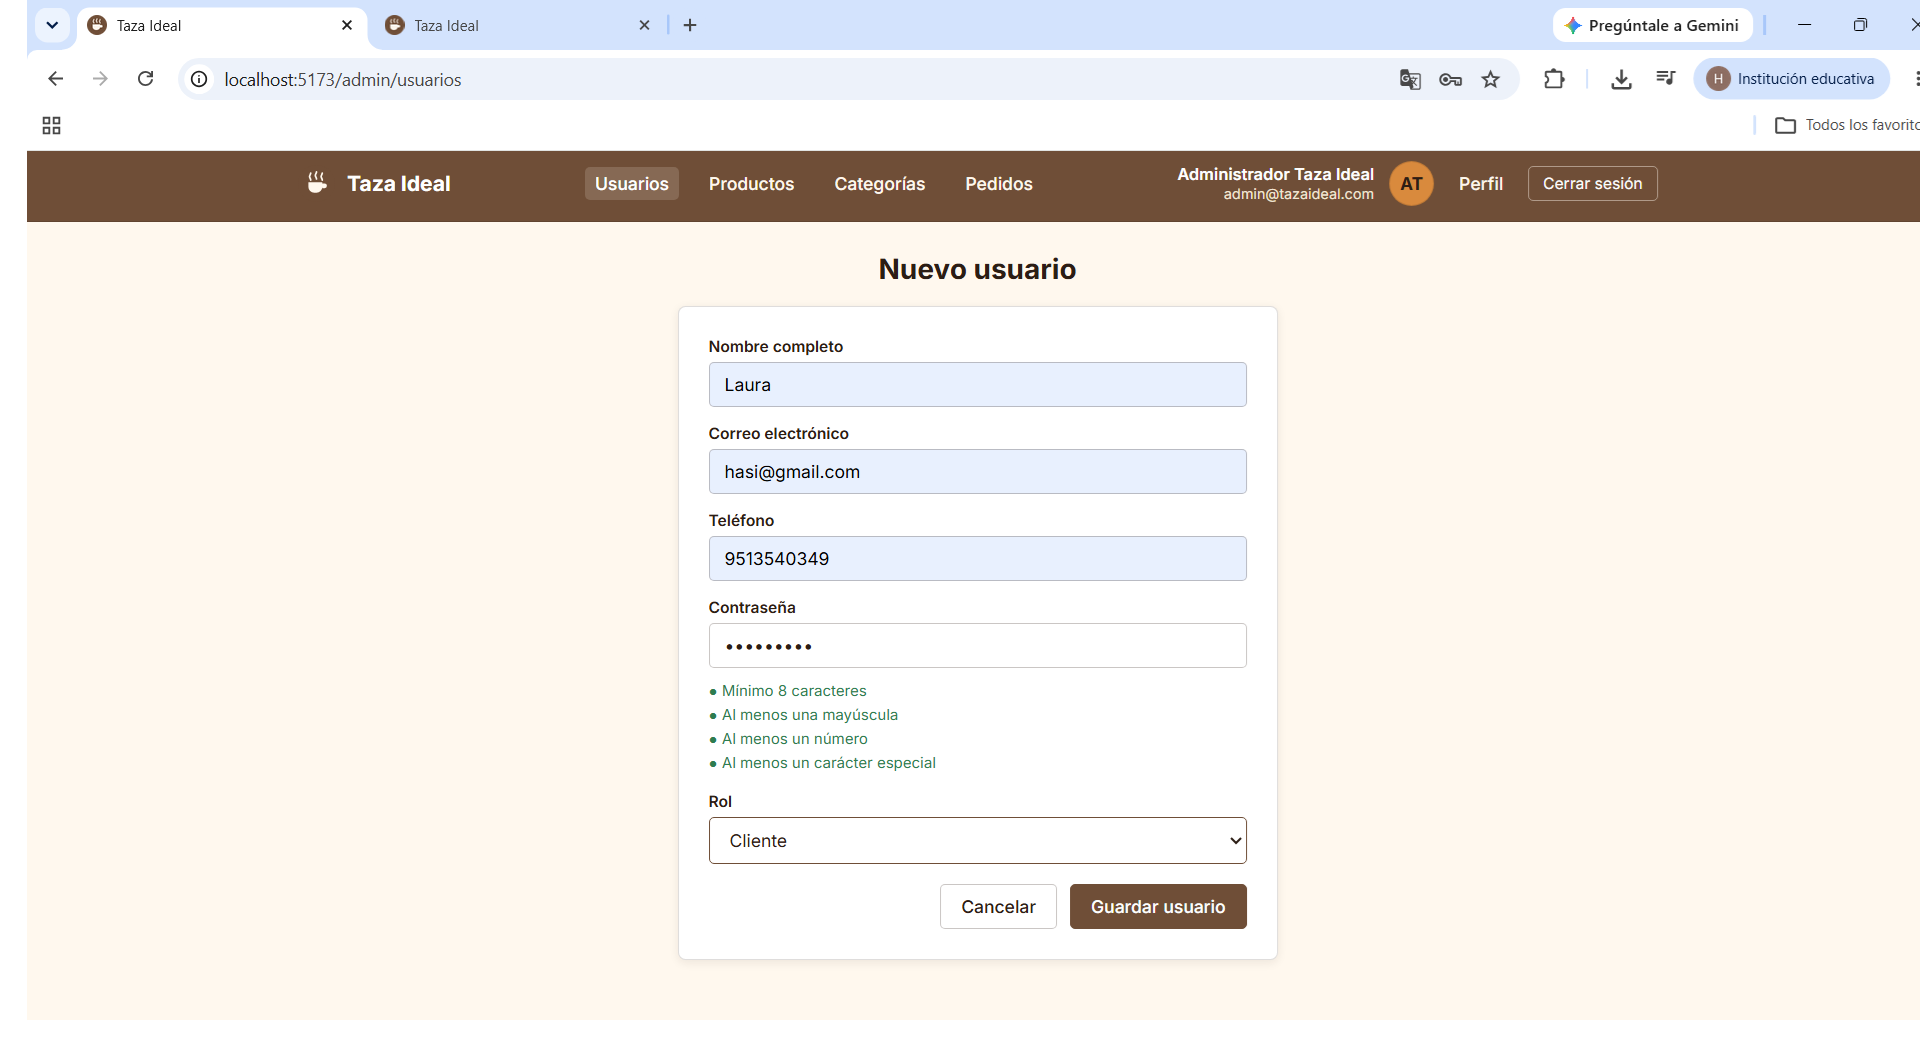 Taza Ideal
Taza Ideal
Pregúntale a Gemini
localhost:5173/admin/usuarios
H Institución educativa
Todos los favorito
Taza Ideal
Usuarios
Productos
Categorías
Pedidos
Administrador Taza Ideal
admin@tazaideal.com
AT
Perfil
Cerrar sesión
Nuevo usuario
Nombre completo
Laura
Correo electrónico
hasi@gmail.com
Teléfono
9513540349
Contraseña
•••••••••
● Mínimo 8 caracteres
● Al menos una mayúscula
● Al menos un número
● Al menos un carácter especial
Rol
Cliente
Cancelar
Guardar usuario